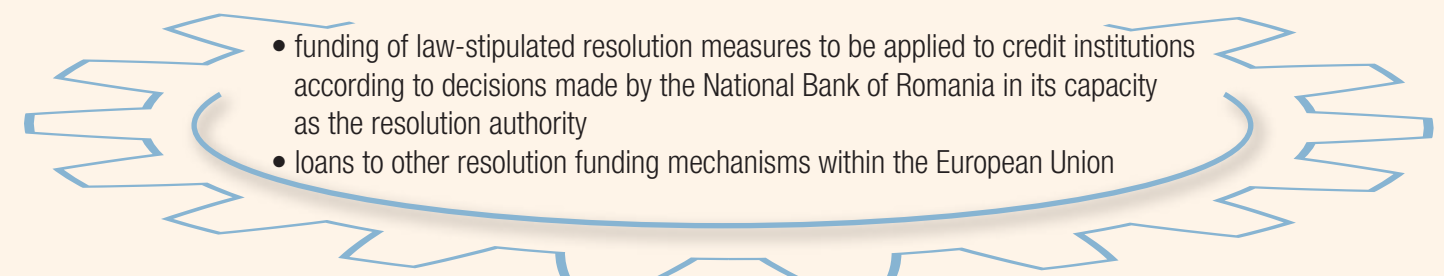 • funding of law-stipulated resolution measures to be applied to credit institutions
according to decisions made by the National Bank of Romania in its capacity
as the resolution authority
• loans to other resolution funding mechanisms within the European Union